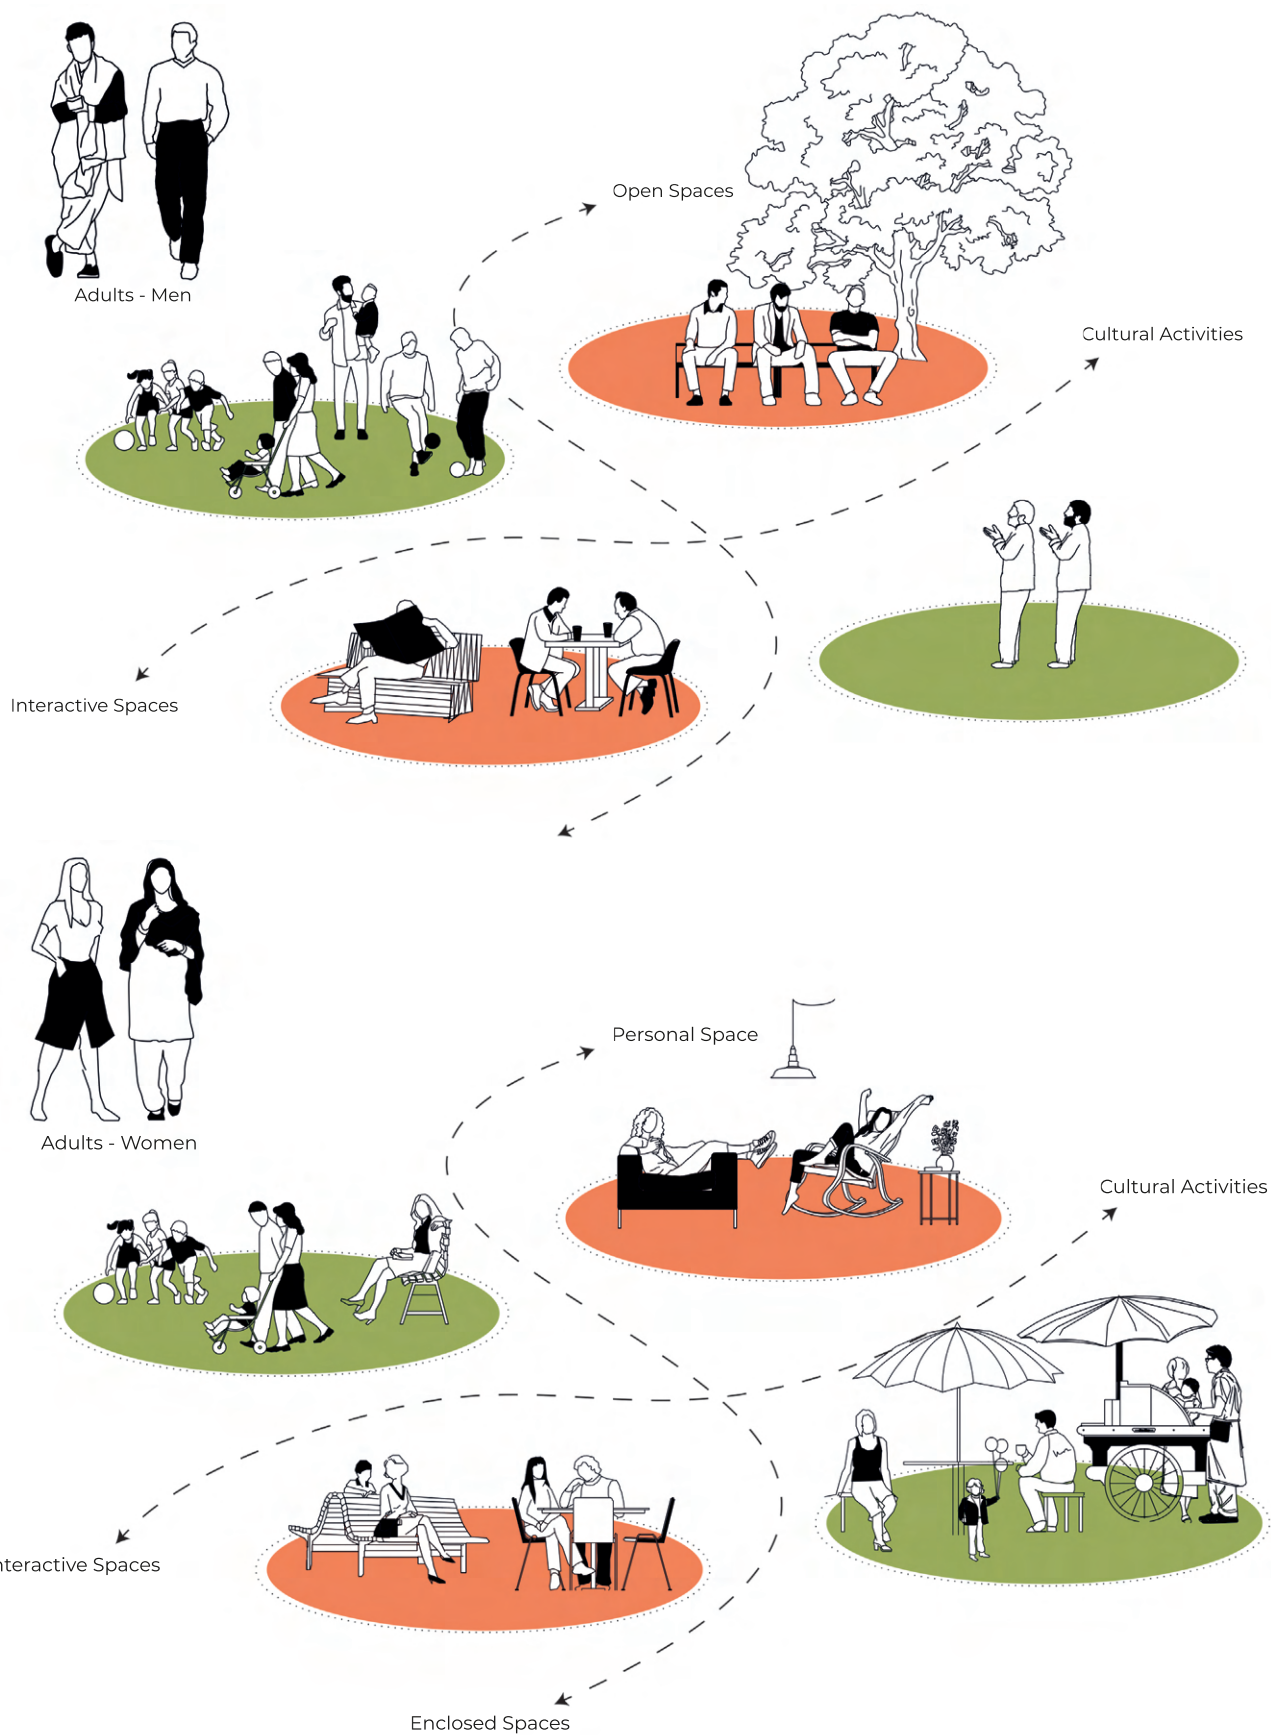 Open Spaces
Adults - Men
Cultural Activities
Interactive Spaces
Personal Space
Adults - Women
Cultural Activities
nteractive Spaces
Enclosed Spaces